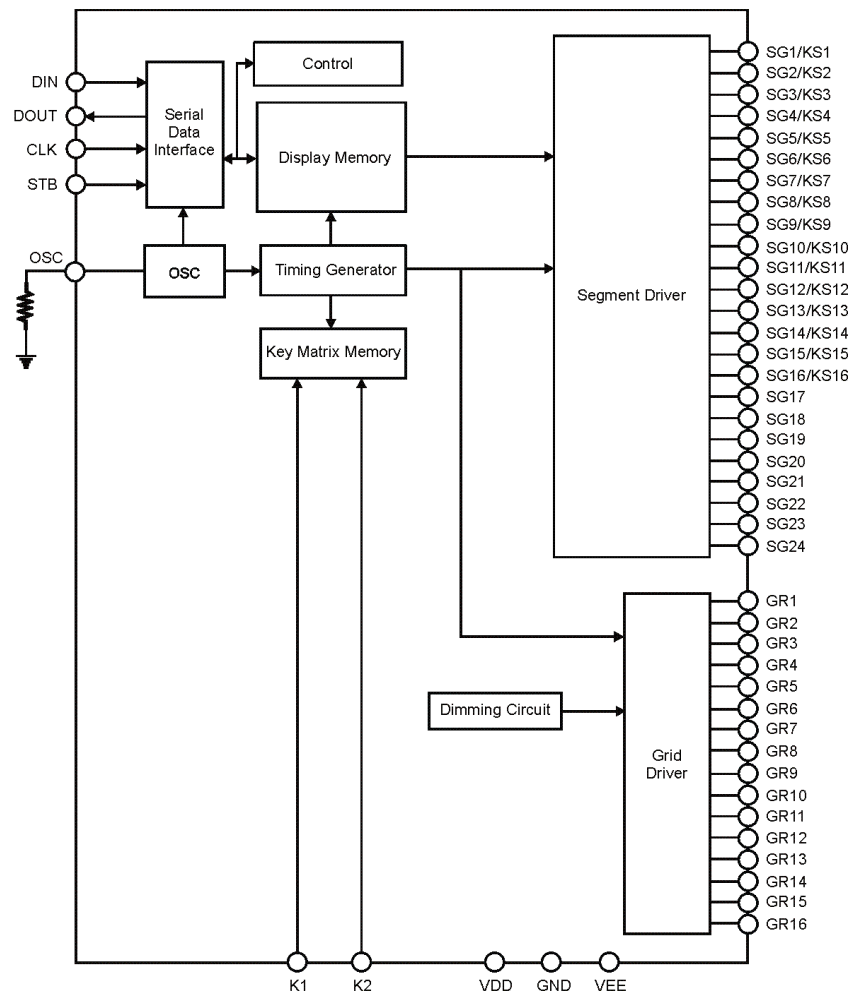 Control
DIN
DOUT
CLK
STB
Serial
Data
Interface
Display Memory
OSC
OSC
Timing Generator
Key Matrix Memory
Segment Driver
SG1/KS1
SG2/KS2
SG3/KS3
SG4/KS4
SG5/KS5
SG6/KS6
SG7/KS7
SG8/KS8
SG9/KS9
SG10/KS10
SG11/KS11
SG12/KS12
SG13/KS13
SG14/KS14
SG15/KS15
SG16/KS16
SG17
SG18
SG19
SG20
SG21
SG22
SG23
SG24
Dimming Circuit
Grid
Driver
GR1
GR2
GR3
GR4
GR5
GR6
GR7
GR8
GR9
GR10
GR11
GR12
GR13
GR14
GR15
GR16
K1
K2
VDD
GND
VEE